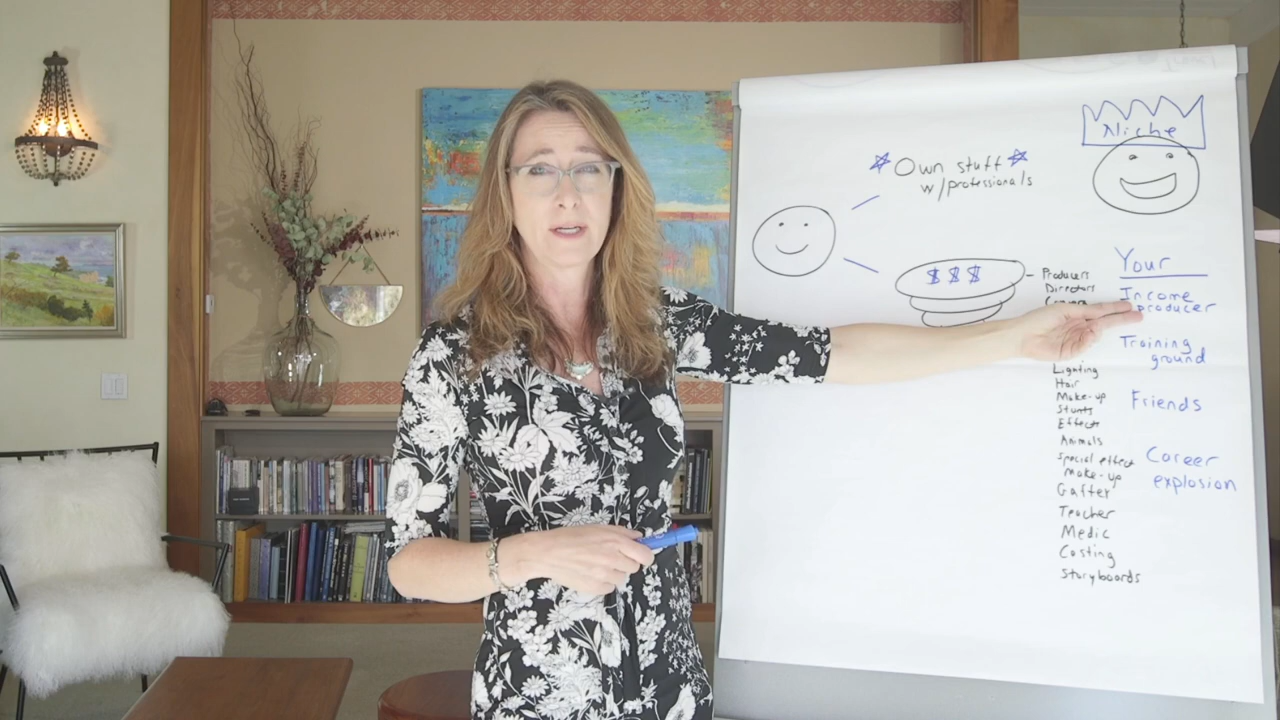 Niche
Own stuff
w/professionals
$ $ $
Producers
Directors
Lighting
Hair
Make-up
Stunts
Effects
Animals
Special effect
Make-up
Gaffer
Teacher
Medic
Casting
Storyboards
Your
Income
producer
Training
ground
Friends
Career
explosion